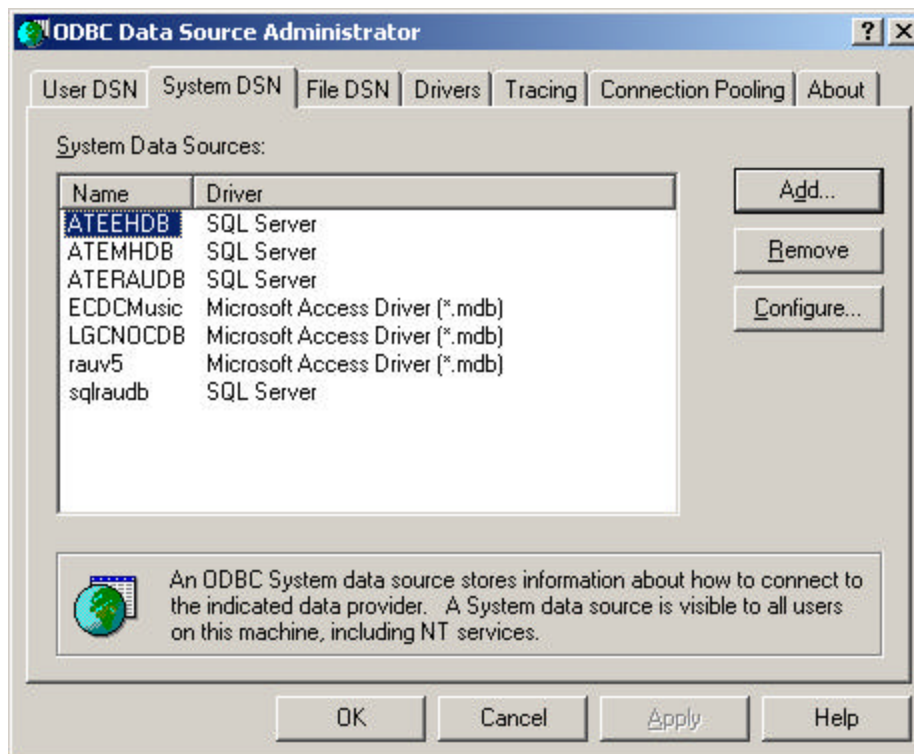 ODBC Data Source Administrator
User DSN System DSN File DSN Drivers Tracing Connection Pooling About
System Data Sources:
Name Driver
ATEEHDB SQL Server
ATEMHDB SQL Server
ATERAUDB SQL Server
ECDCMusic Microsoft Access Driver (*.mdb)
LGCNOCDB Microsoft Access Driver (*.mdb)
rauv5 Microsoft Access Driver (*.mdb)
sqlraudb SQL Server
Add...
Remove
Configure...
An ODBC System data source stores information about how to connect to
the indicated data provider. A System data source is visible to all users
on this machine, including NT services.
OK Cancel Apply Help